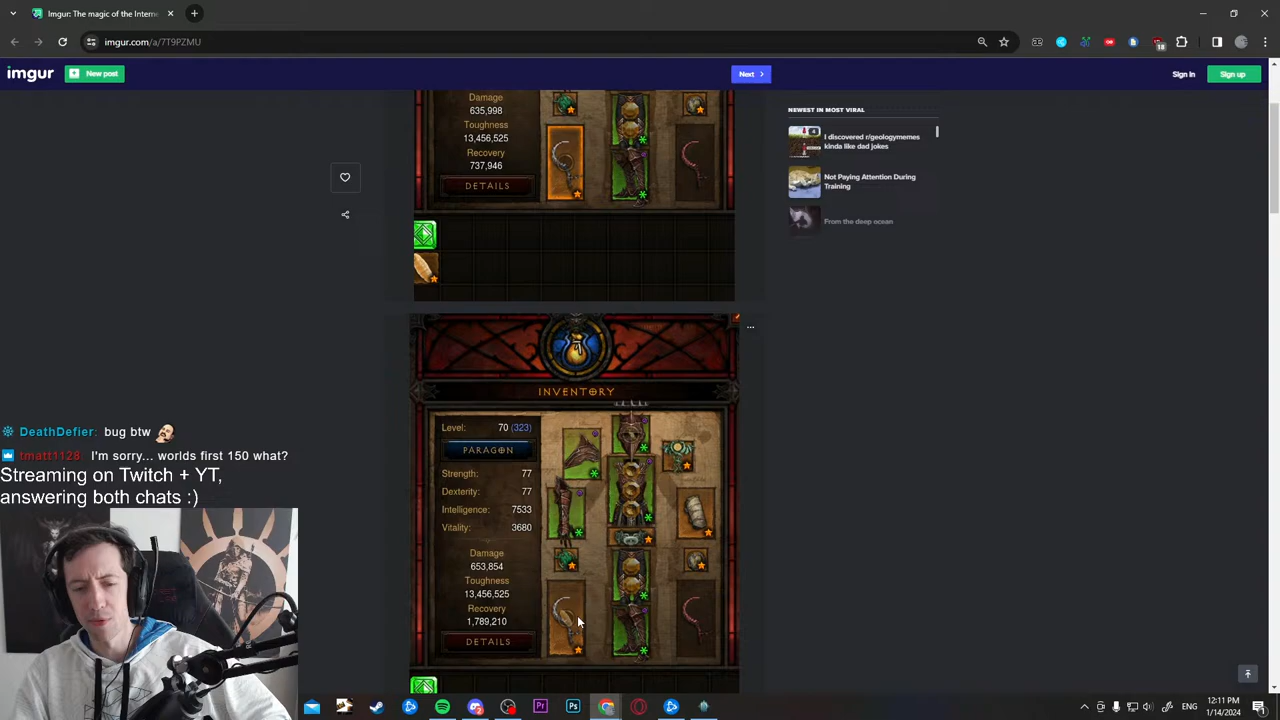 Imgur: The magic of the Intern
imgur.com/a/7T9PZMU
18
imgur
New post
Next
Sign in
Sign up
NEWEST IN MOST VIRAL
I discovered r/geologymemes
kinda like dad jokes
Not Paying Attention During
Training
From the deep ocean
Damage
635,998
Toughness
13,456,525
Recovery
737,946
DETAILS
INVENTORY
Level: 70 (323)
PARAGON
Strength: 77
Dexterity: 77
Intelligence: 7533
Vitality: 3680
Damage
653,854
Toughness
13,456,525
Recovery
1,789,210
DETAILS
DeathDefier: bug btw
tmatt1128: I'm sorry... worlds first 150 what?
Streaming on Twitch + YT,
answering both chats :)
Pr
Ps
ENG
12:11 PM
1/14/2024